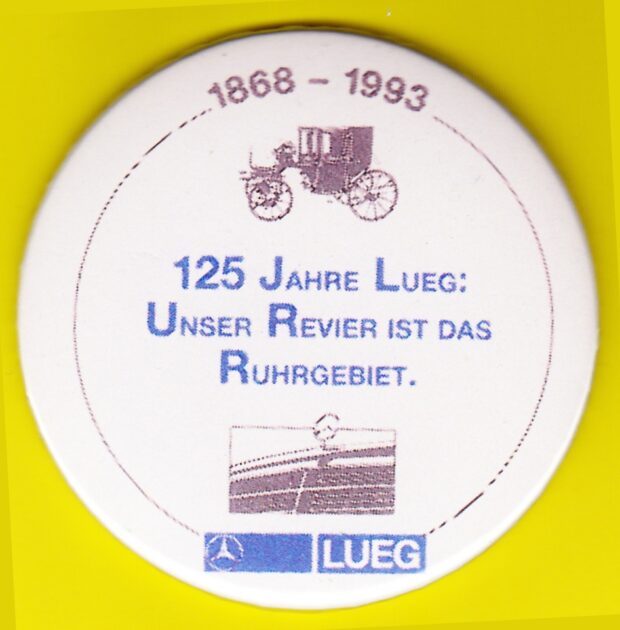 1868 - 1993
125 JAHRE LUEG:
UNSER REVIER IST DAS
RUHRGEBIET.
LUEG